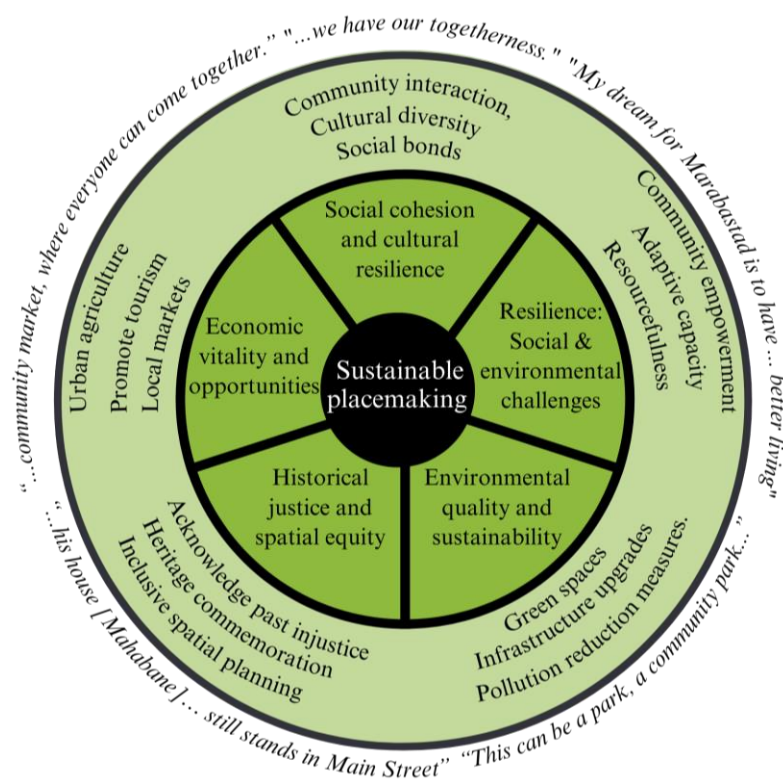 "...community market, where everyone can come together.”
"...we have our togetherness."
"My dream for Marabastad is to have ... better living"
“This can be a park, a community park...”
“...his house [Mahabane]... still stands in Main Street”
Community interaction,
Cultural diversity
Social bonds
Community empowerment
Adaptive capacity
Resourcefulness
Green spaces
Infrastructure upgrades
Pollution reduction measures.
Acknowledge past injustice
Heritage commemoration
Inclusive spatial planning
Urban agriculture
Promote tourism
Local markets
Social cohesion
and cultural
resilience
Resilience:
Social &
environmental
challenges
Environmental
quality and
sustainability
Historical
justice and
spatial equity
Economic
vitality and
opportunities
Sustainable
placemaking